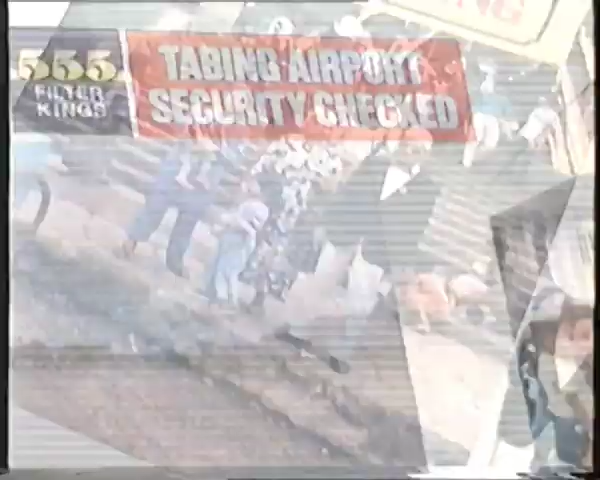 555
FILTER
KINGS
TABING AIRPORT
SECURITY CHECKED